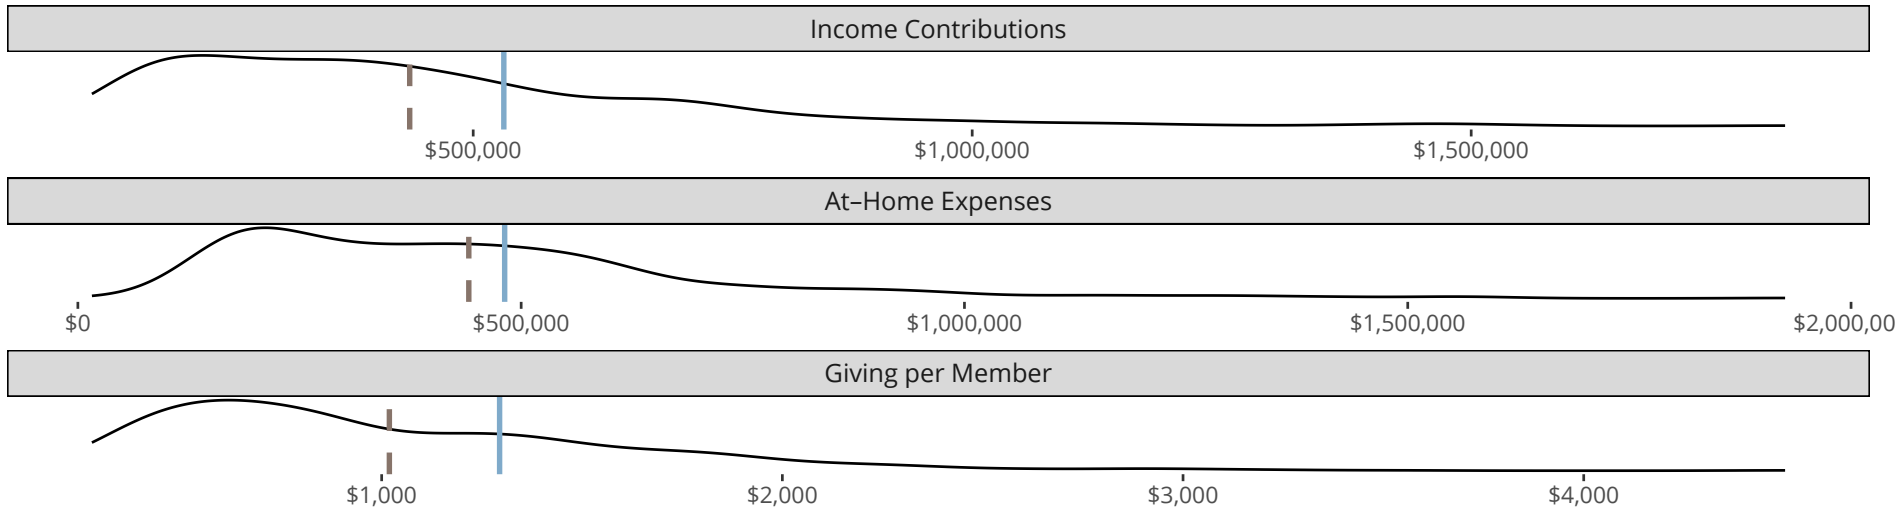 Income Contributions
$500,000 $1,000,000 $1,500,000
At–Home Expenses
$0 $500,000 $1,000,000 $1,500,000 $2,000,00
Giving per Member
$1,000 $2,000 $3,000 $4,000